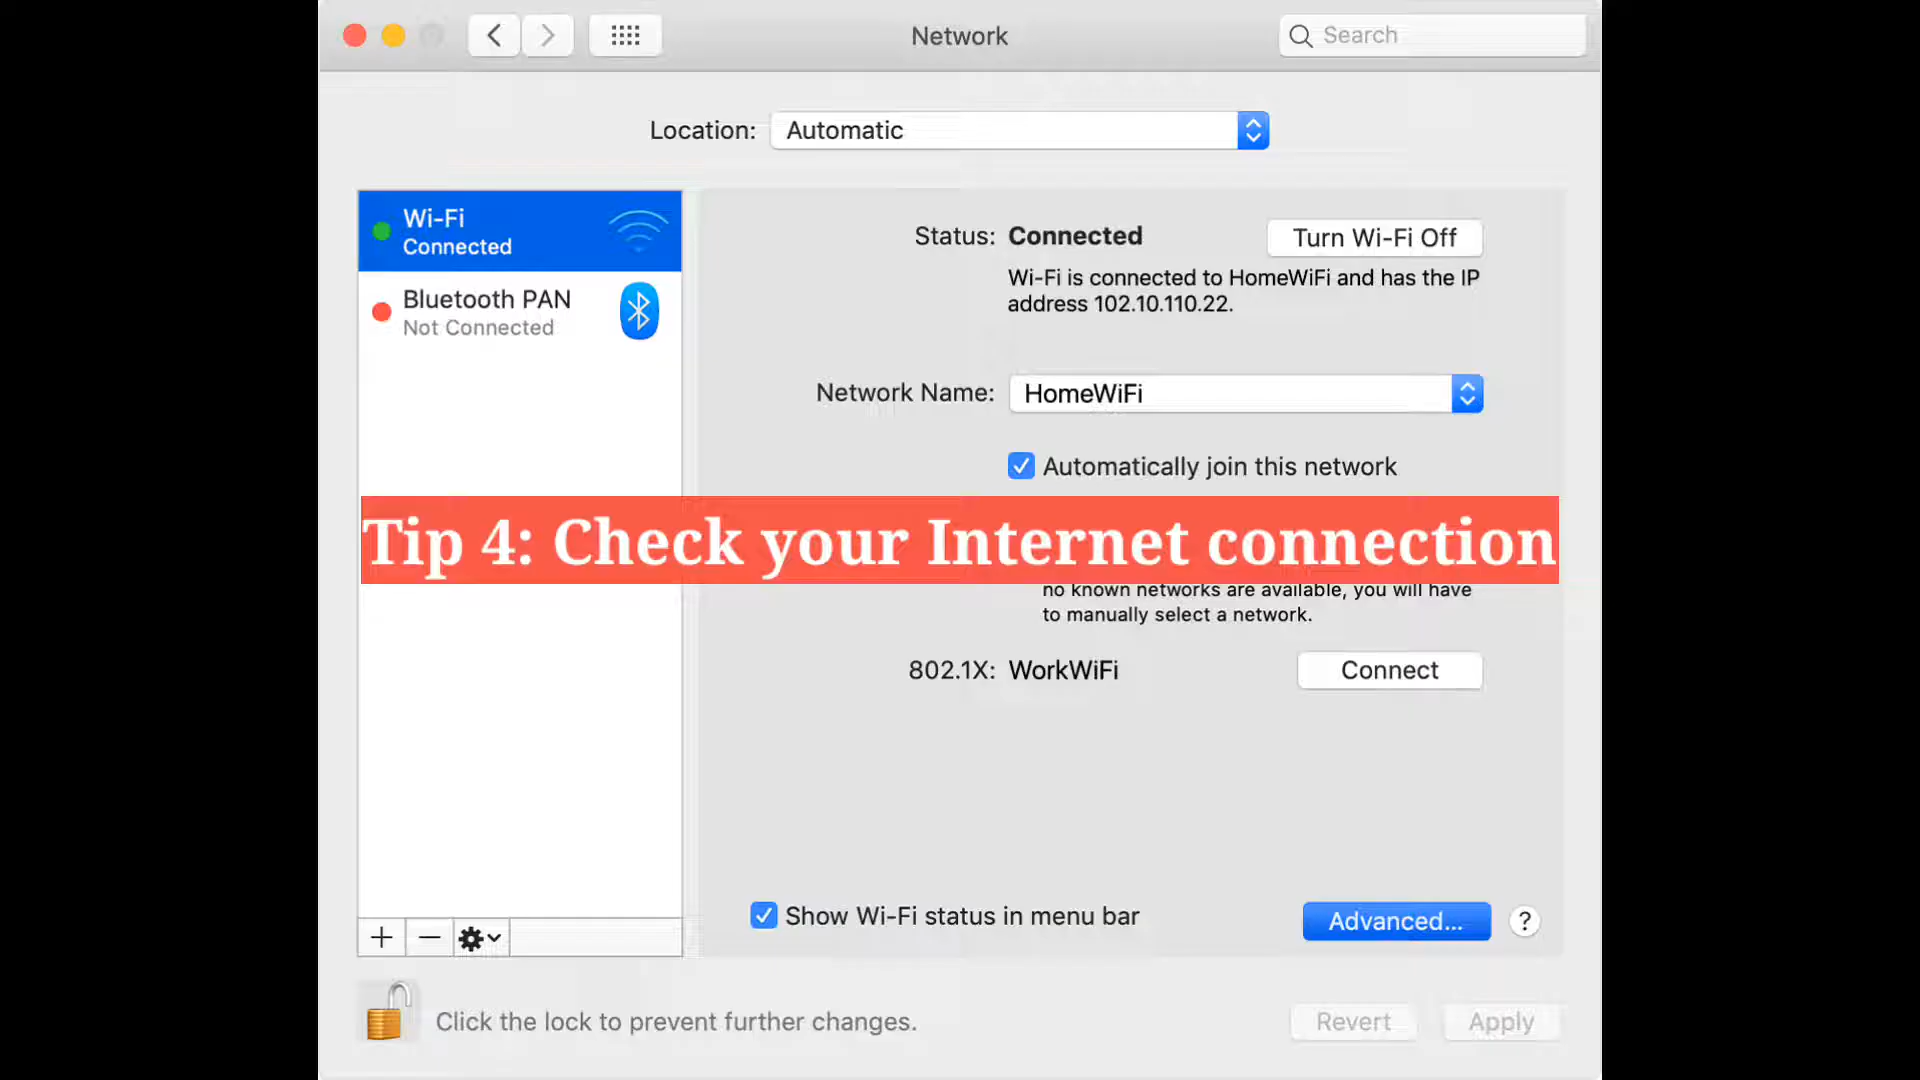 Network
Search
Location: Automatic
Wi-Fi
Connected
Bluetooth PAN
Not Connected
Status: Connected
Turn Wi-Fi Off
Wi-Fi is connected to HomeWiFi and has the IP
address 102.10.110.22.
Network Name: HomeWiFi
Automatically join this network
Tip 4: Check your Internet connection
no known networks are available, you will have
to manually select a network.
802.1X: WorkWiFi
Connect
Show Wi-Fi status in menu bar
Advanced...
?
Click the lock to prevent further changes.
Revert
Apply